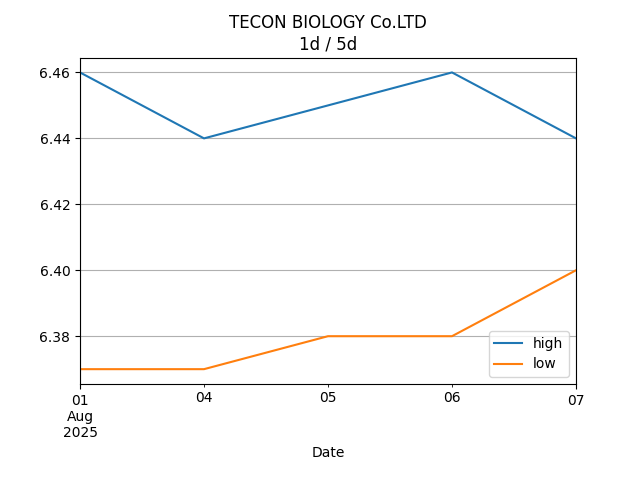 TECON BIOLOGY Co.LTD
1d / 5d
6.46
6.44
6.42
6.40
6.38
high
low
01 04 05 06 07
Aug
2025
Date